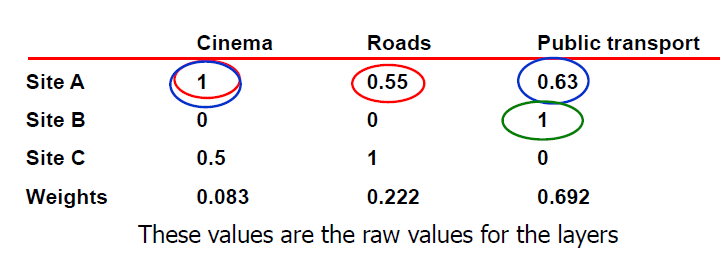 Cinema Roads Public transport
Site A 1 0.55 0.63
Site B 0 0 1
Site C 0.5 1 0
Weights 0.083 0.222 0.692
These values are the raw values for the layers